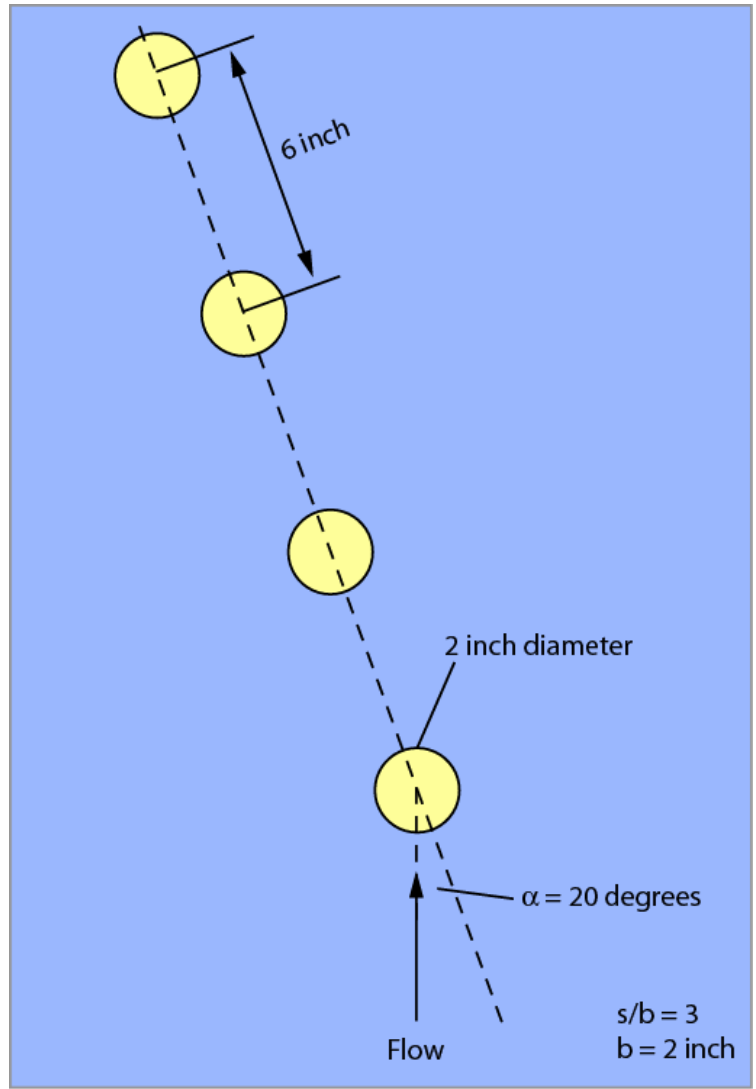 6 inch
2 inch diameter
α = 20 degrees
Flow
s/b = 3
b = 2 inch